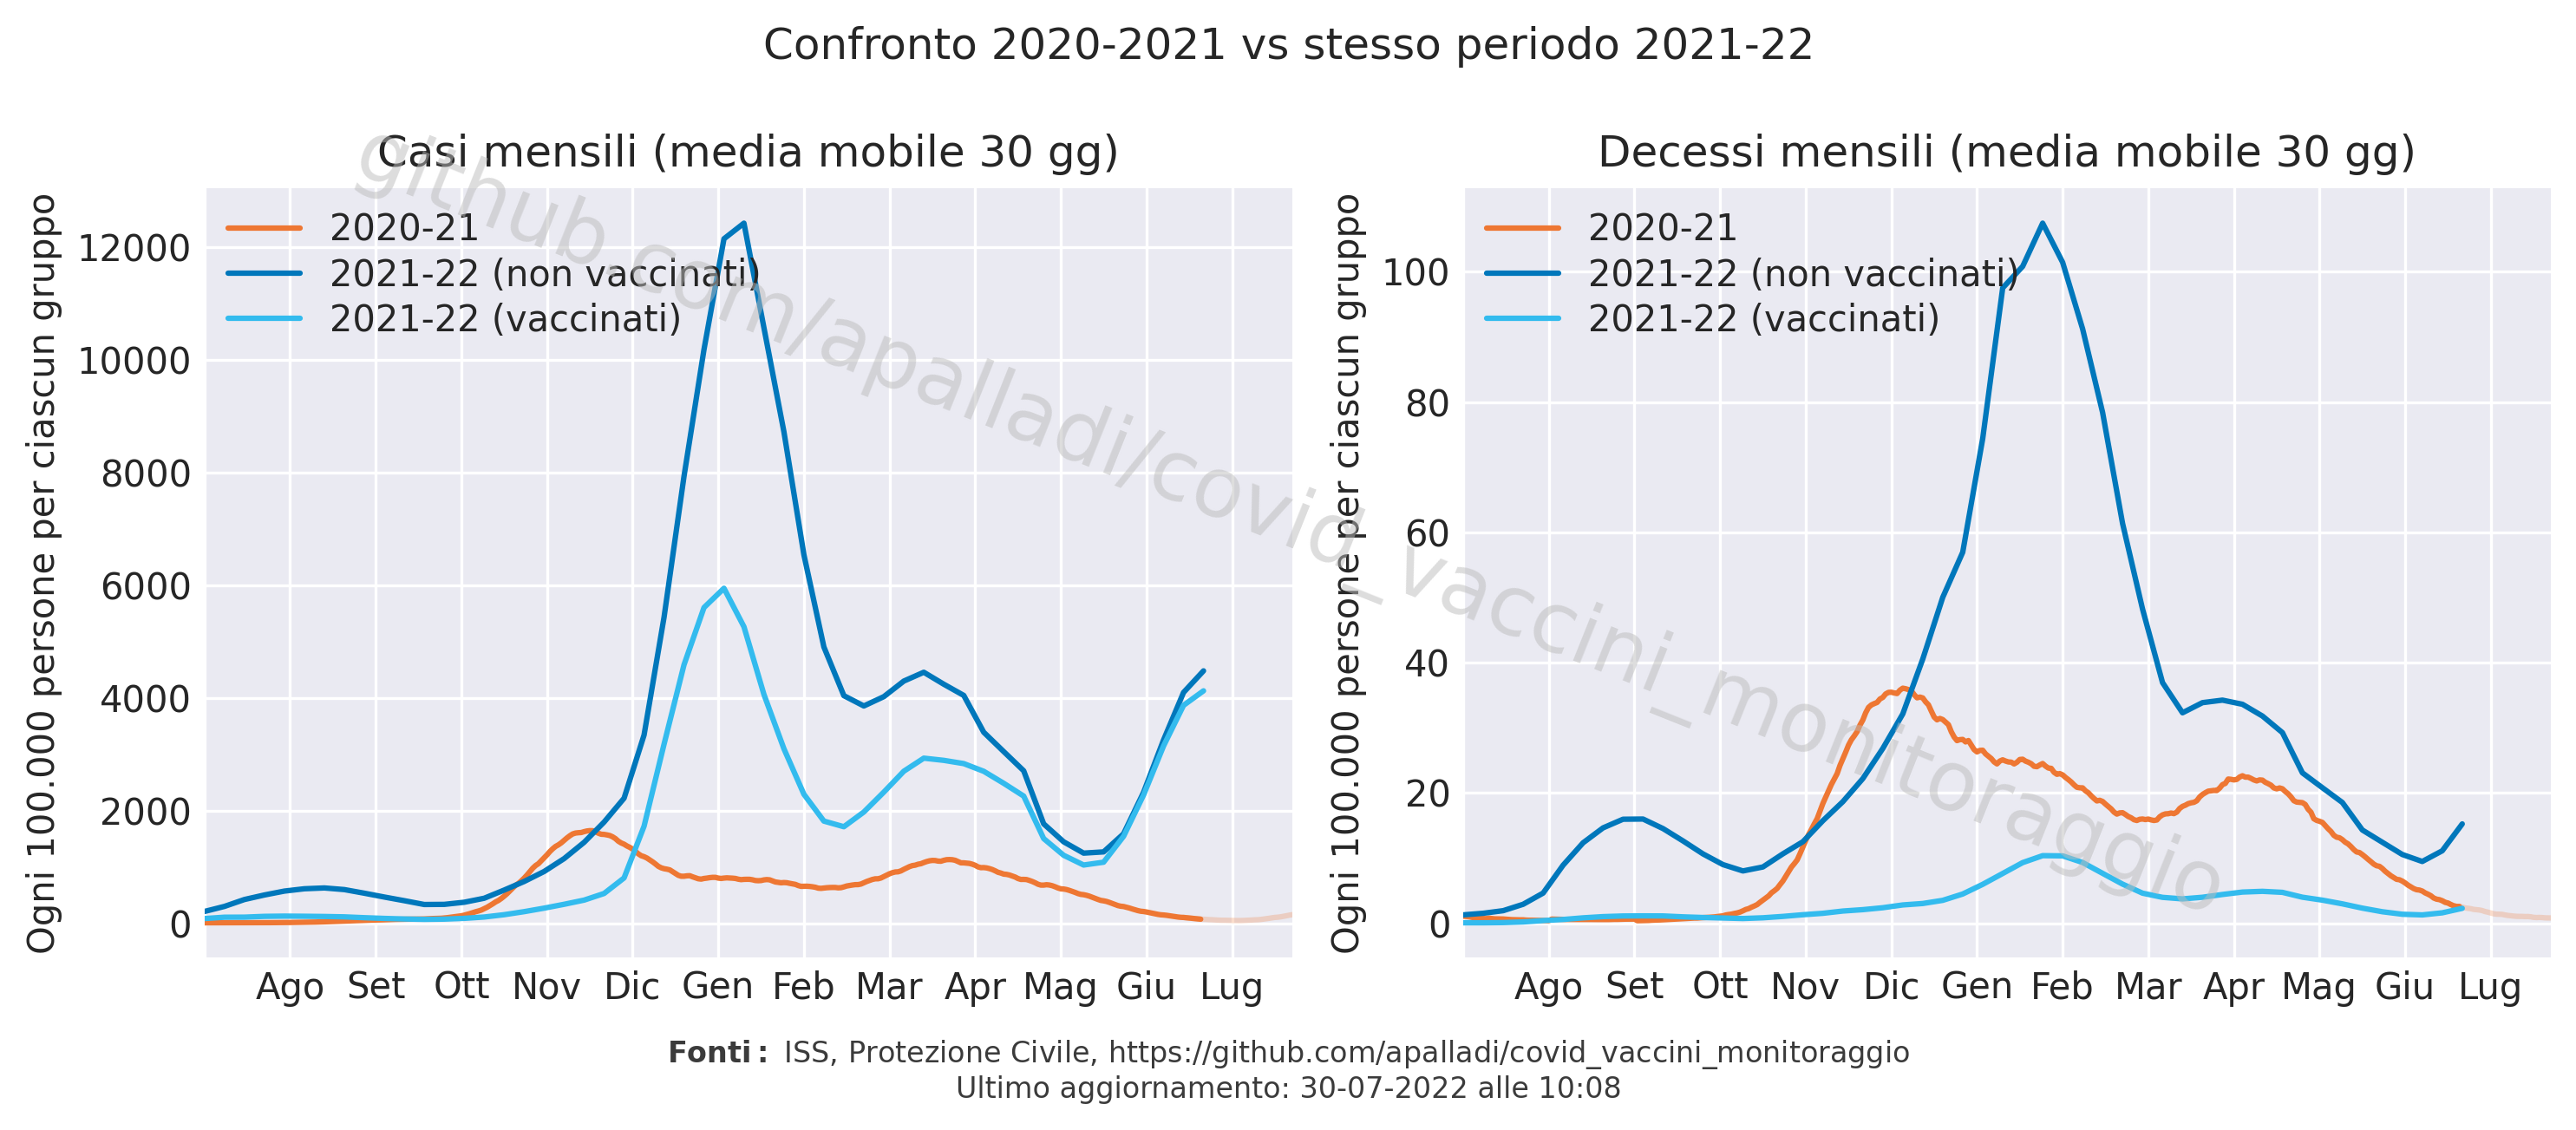 Confronto 2020-2021 vs stesso periodo 2021-22
Casi mensili (media mobile 30 gg)
Ogni 100.000 persone per ciascun gruppo
12000
10000
8000
6000
4000
2000
0
2020-21
2021-22 (non vaccinati)
2021-22 (vaccinati)
Ago Set Ott Nov Dic Gen Feb Mar Apr Mag Giu Lug
Decessi mensili (media mobile 30 gg)
Ogni 100.000 persone per ciascun gruppo
100
80
60
40
20
0
2020-21
2021-22 (non vaccinati)
2021-22 (vaccinati)
Ago Set Ott Nov Dic Gen Feb Mar Apr Mag Giu Lug
github.com/apalladi/covid_vaccini_monitoraggio
Fonti: ISS, Protezione Civile, https://github.com/apalladi/covid_vaccini_monitoraggio
Ultimo aggiornamento: 30-07-2022 alle 10:08